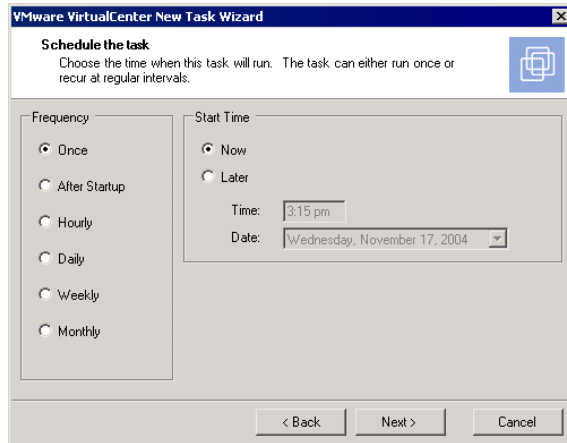 VMware VirtualCenter New Task Wizard
Schedule the task
Choose the time when this task will run. The task can either run once or
recur at regular intervals.
Frequency
Once
After Startup
Hourly
Daily
Weekly
Monthly
Start Time
Now
Later
Time: 3:15 pm
Date: Wednesday, November 17, 2004
< Back Next > Cancel